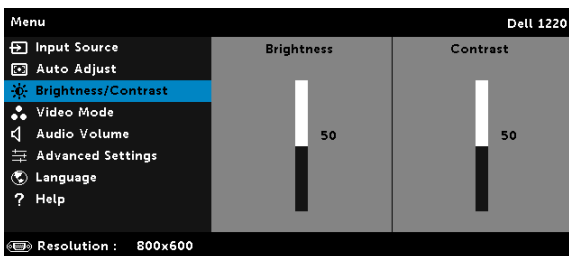 Menu Dell 1220
Input Source
Auto Adjust
Brightness/Contrast
Video Mode
Audio Volume
Advanced Settings
Language
? Help
Brightness Contrast
50 50
Resolution : 800x600